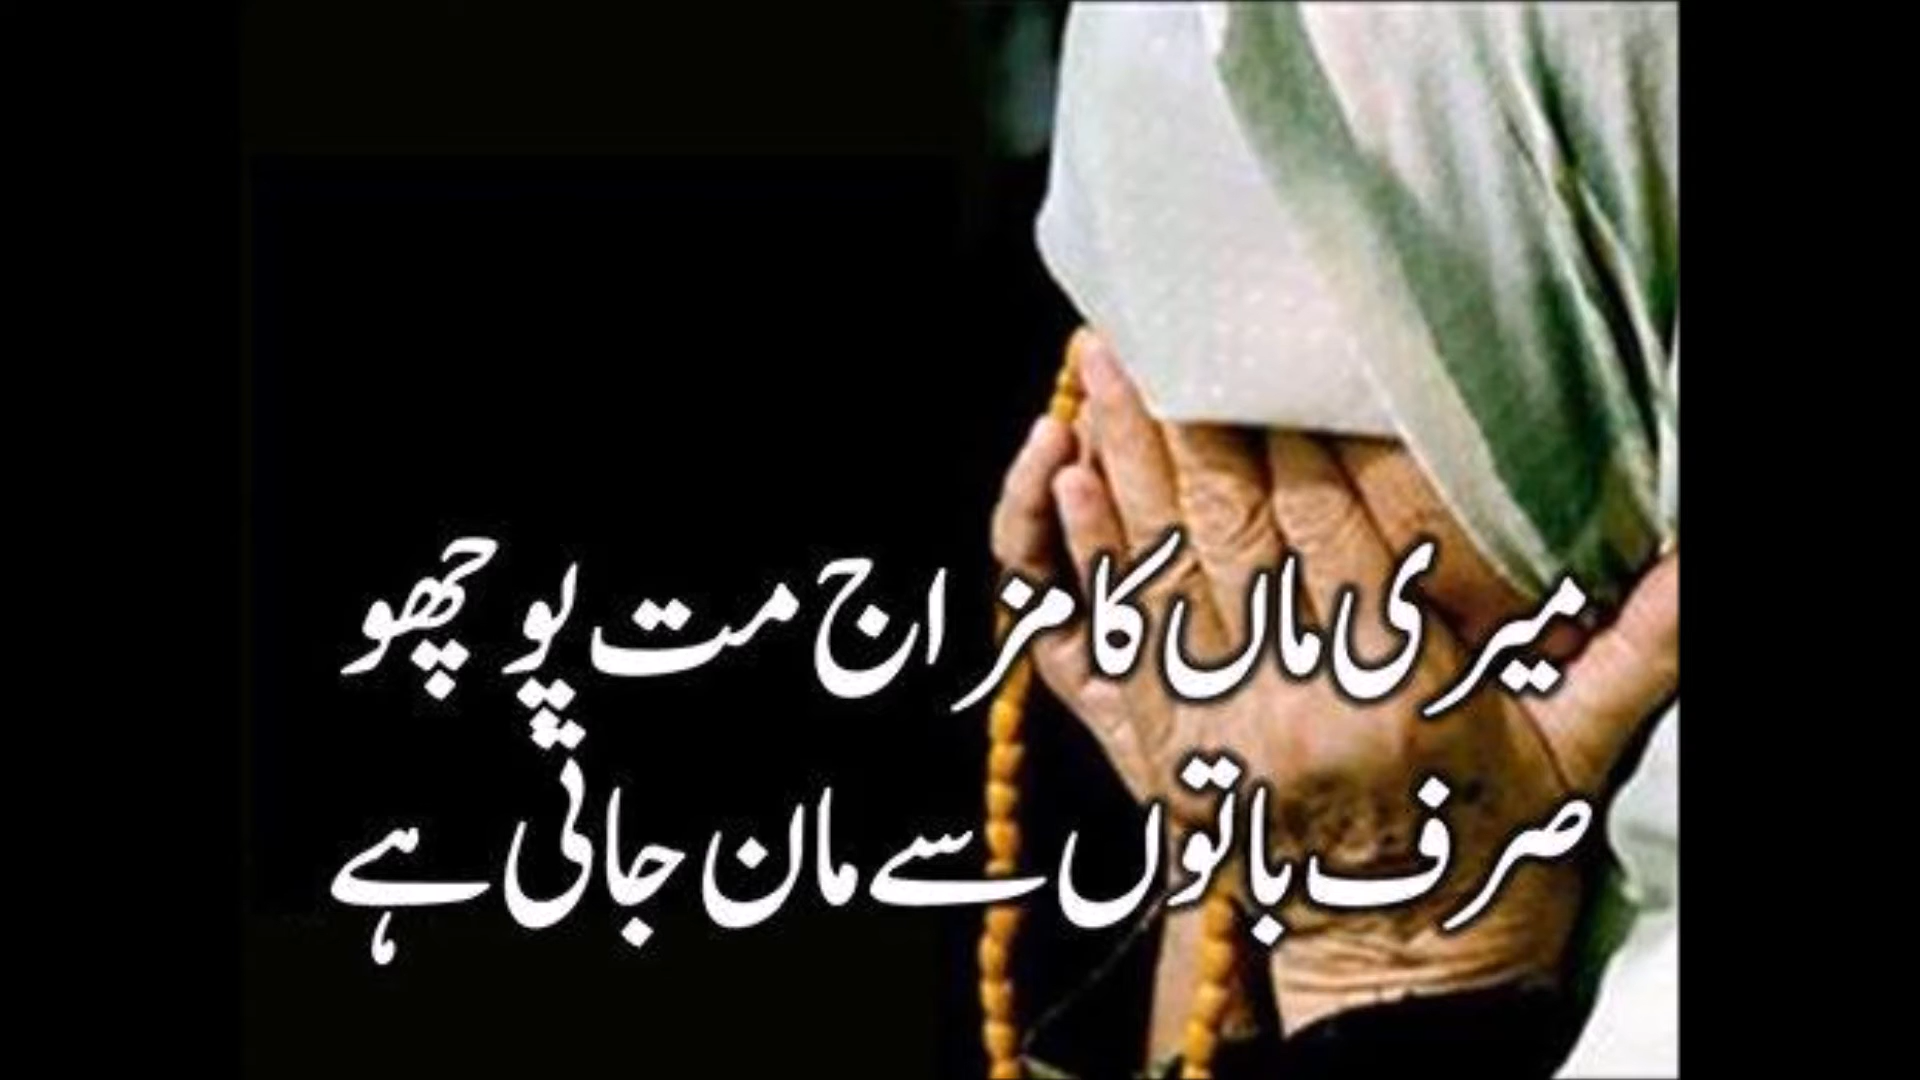 میری ماں کا مزاج مت پوچھو
صرف باتوں سے مان جاتی ہے